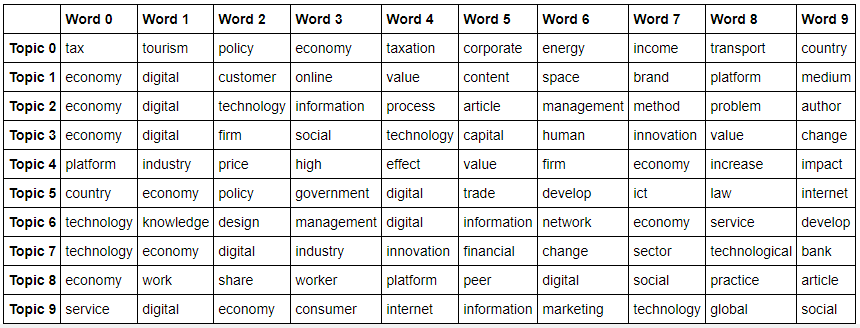 Word 0 Word 1 Word 2 Word 3 Word 4 Word 5 Word 6 Word 7 Word 8 Word 9
Topic 0 tax tourism policy economy taxation corporate energy income transport country
Topic 1 economy digital customer online value content space brand platform medium
Topic 2 economy digital technology information process article management method problem author
Topic 3 economy digital firm social technology capital human innovation value change
Topic 4 platform industry price high effect value firm economy increase impact
Topic 5 country economy policy government digital trade develop ict law internet
Topic 6 technology knowledge design management digital information network economy service develop
Topic 7 technology economy digital industry innovation financial change sector technological bank
Topic 8 economy work share worker platform peer digital social practice article
Topic 9 service digital economy consumer internet information marketing technology global social